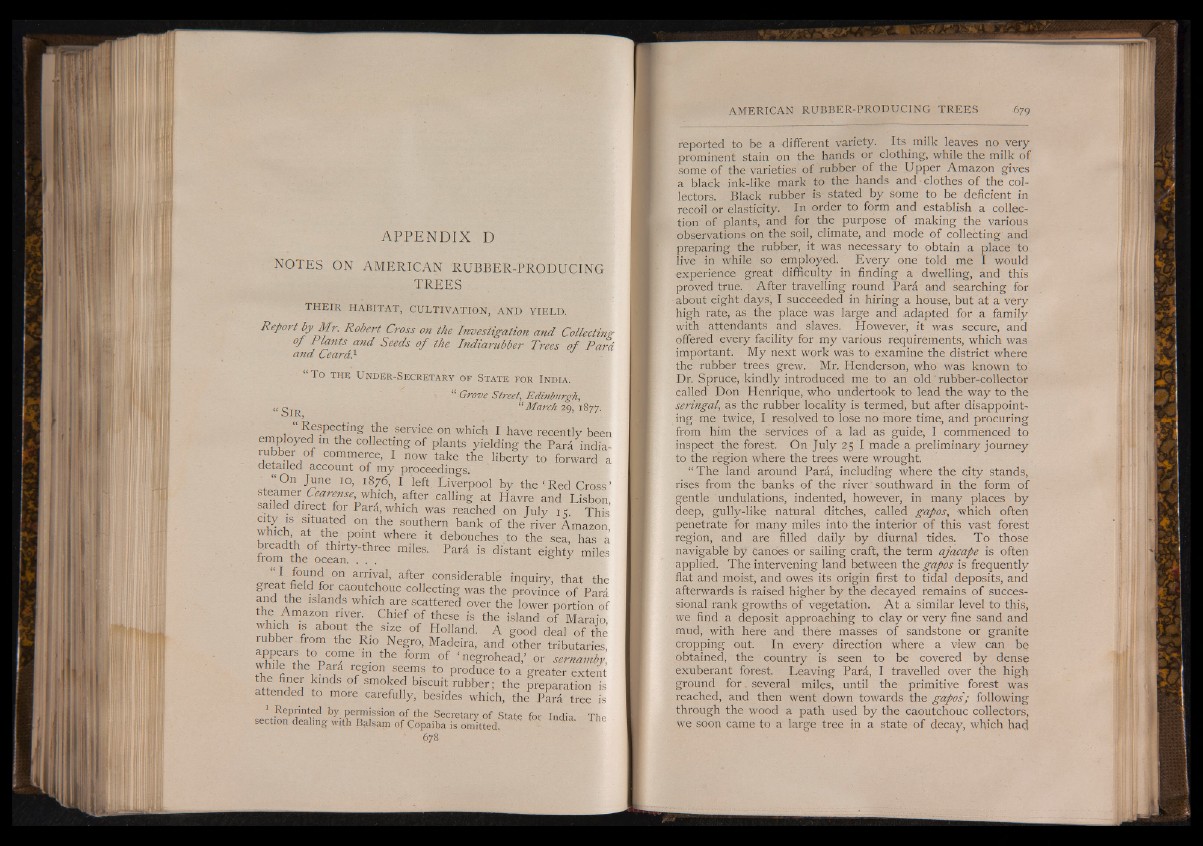 APPENDIX D
NOTES ON AMERICAN RUBBER-PRODUCING
TREES
THEIR HABITAT, CULTIVATION, AND YIELD.
Report by Mr. Robert Cross on the Investigation and Collecting
of Plants and Seeds of the Indiarubber Trees of Pará
and Ceará.¹
“To the Under-Secretary of State for India.
“Grove Street, Edinburgh,
“March 29, 1877.
“Sir,
“Respecting the service on which I have recently been
employed in the collecting of plants yielding the Pará india-
rubber of commerce, I now take the liberty to forward a
detailed account of my proceedings.
“On June 10, 1876, I left Liverpool by the ‘Red Cross’
steamer Cearense, which, after calling at Havre and Lisbon,
sailed direct for Pará, which was reached on July 15. This
city is situated on the southern bank of the river Amazon,
which, at the point where it debouches to the sea, has a
breadth of thirty-three miles. Pará is distant eighty miles
from the ocean. . . .
“I found on arrival, after considerable inquiry, that the
great field for caoutchouc collecting was the province of Pará
and the islands which are scattered over the lower portion of
the Amazon river. Chief of these is the island of Marajo,
which is about the size of Holland. A good deal of the
rubber from the Rio Negro, Madeira, and other tributaries,
appears to come in the form of ‘negrohead,’ or sernamby,
while the Pará region seems to produce to a greater extent
the finer kinds of smoked biscuit rubber; the preparation is
attended to more carefully, besides which, the Pará tree is
¹ Reprinted by permission of the Secretary of State for India. The
section dealing with Balsam of Copaiba is omitted.
678
AMERICAN RUBBER-PRODUCING TREES 679
reported to be a different variety. Its milk leaves no very
prominent stain on the hands or clothing, while the milk of
some of the varieties of rubber of the Upper Amazon gives
a black ink-like mark to the hands and clothes of the col-
lectors. Black rubber is stated by some to be deficient in
recoil or elasticity. In order to form and establish a collec-
tion of plants, and for the purpose of making the various
observations on the soil, climate, and mode of collecting and
preparing the rubber, it was necessary to obtain a place to
live in while so employed. Every one told me I would
experience great difficulty in finding a dwelling, and this
proved true. After travelling round Pará and searching for
about eight days, I succeeded in hiring a house, but at a very
high rate, as the place was large and adapted for a family
with attendants and slaves. However, it was secure, and
offered every facility for my various requirements, which was
important. My next work was to examine the district where
the rubber trees grew. Mr. Henderson, who was known to
Dr. Spruce, kindly introduced me to an old rubber-collector
called Don Henrique, who undertook to lead the way to the
seringal, as the rubber locality is termed, but after disappoint-
ing me twice, I resolved to lose no more time, and procuring
from him the services of a lad as guide, I commenced to
inspect the forest. On July 25 I made a preliminary journey
to the region where the trees were wrought.
“The land around Pará, including where the city stands,
rises from the banks of the river southward in the form of
gentle undulations, indented, however, in many places by
deep, gully-like natural ditches, called gapos, which often
penetrate for many miles into the interior of this vast forest
region, and are filled daily by diurnal tides. To those
navigable by canoes or sailing craft, the term ajacape is often
applied. The intervening land between the gapos is frequently
flat and moist, and owes its origin first to tidal deposits, and
afterwards is raised higher by the decayed remains of succes-
sional rank growths of vegetation. At a similar level to this,
we find a deposit approaching to clay or very fine sand and
mud, with here and there masses of sandstone or granite
cropping out. In every direction where a view can be
obtained, the country is seen to be covered by dense
exuberant forest. Leaving Pará, I travelled over the high
ground for several miles, until the primitive forest was
reached, and then went down towards the gapos; following
through the wood a path used by the caoutchouc collectors,
we soon came to a large tree in a state of decay, which had